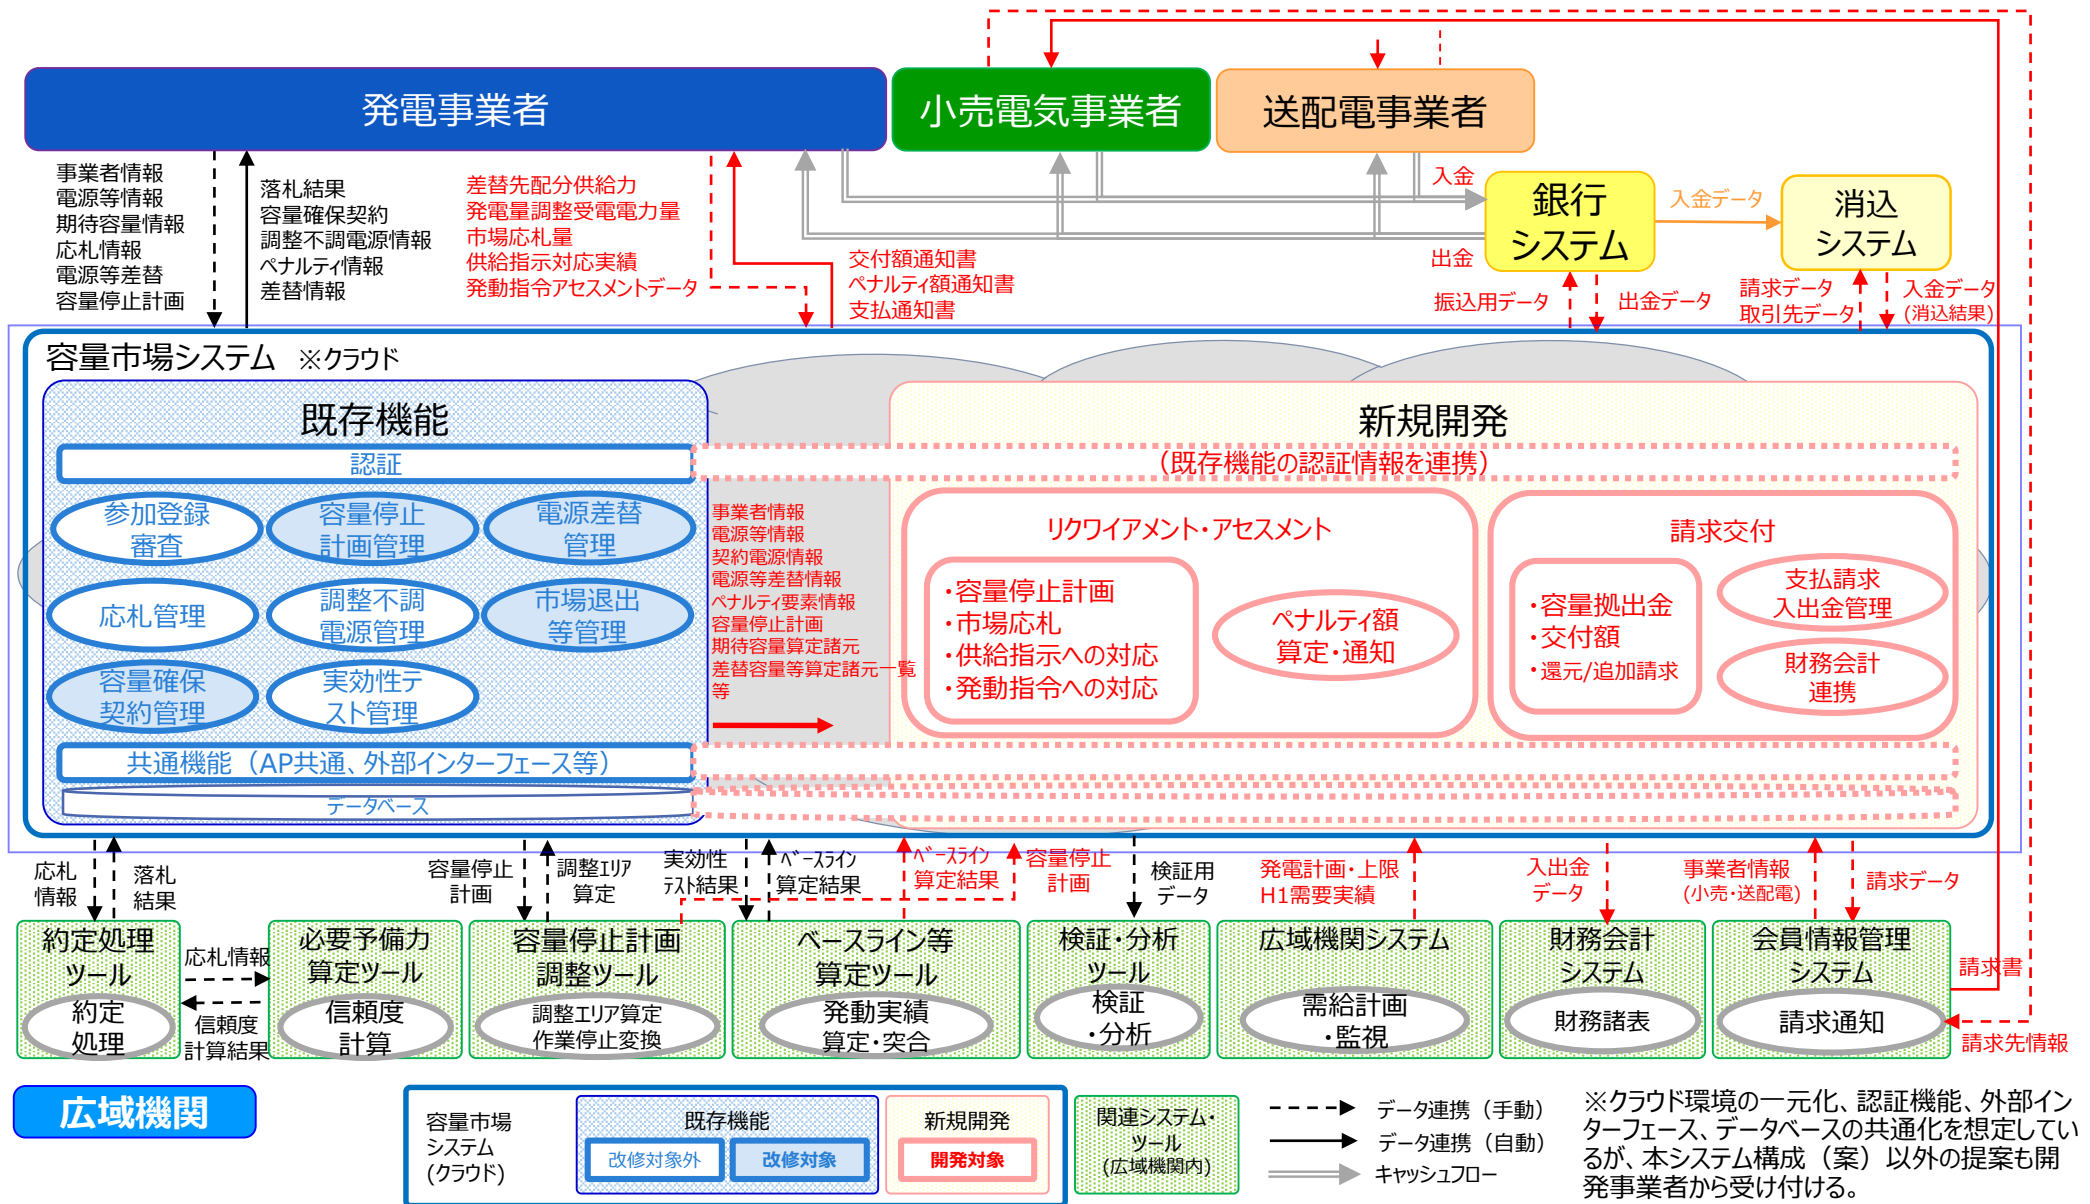 発電事業者
小売電気事業者
送配電事業者
事業者情報
電源等情報
期待容量情報
応札情報
電源等差替
容量停止計画
落札結果
容量確保契約
調整不調電源情報
ペナルティ情報
差替情報
差替先配分供給力
発電量調整受電電力量
市場応札量
供給指示対応実績
発動指令アセスメントデータ
交付額通知書
ペナルティ額通知書
支払通知書
入金
出金
銀行
システム
入金データ
消込
システム
振込用データ
出金データ
請求データ
取引先データ
入金データ
(消込結果)
容量市場システム ※クラウド
既存機能
認証
参加登録
審査
容量停止
計画管理
電源差替
管理
応札管理
調整不調
電源管理
市場退出
等管理
容量確保
契約管理
実効性テ
スト管理
共通機能（AP共通、外部インターフェース等）
データベース
事業者情報
電源等情報
契約電源情報
電源等差替情報
ペナルティ要素情報
容量停止計画
期待容量算定諸元
差替容量等算定諸元一覧
等
新規開発
（既存機能の認証情報を連携）
リクワイアメント・アセスメント
・容量停止計画
・市場応札
・供給指示への対応
・発動指令への対応
ペナルティ額
算定・通知
請求交付
・容量拠出金
・交付額
・還元/追加請求
支払請求
入出金管理
財務会計
連携
応札
情報
落札
結果
容量停止
計画
調整ｴﾘｱ
算定
実効性
ﾃｽﾄ結果
ﾍﾞｰｽﾗｲﾝ
算定結果
ﾍﾞｰｽﾗｲﾝ
算定結果
容量停止
計画
検証用
データ
発電計画・上限
H1需要実績
入出金
データ
事業者情報
(小売・送配電)
請求データ
約定処理
ツール
約定
処理
応札情報
信頼度
計算結果
必要予備力
算定ツール
信頼度
計算
容量停止計画
調整ツール
調整エリア算定
作業停止変換
ベースライン等
算定ツール
発動実績
算定・突合
検証・分析
ツール
検証
・分析
広域機関システム
需給計画
・監視
財務会計
システム
財務諸表
会員情報管理
システム
請求通知
請求書
請求先情報
広域機関
容量市場
システム
(クラウド)
既存機能
改修対象外
改修対象
新規開発
開発対象
関連システム・
ツール
(広域機関内)
データ連携（手動）
データ連携（自動）
キャッシュフロー
※クラウド環境の一元化、認証機能、外部イン
ターフェース、データベースの共通化を想定してい
るが、本システム構成（案）以外の提案も開
発事業者から受け付ける。